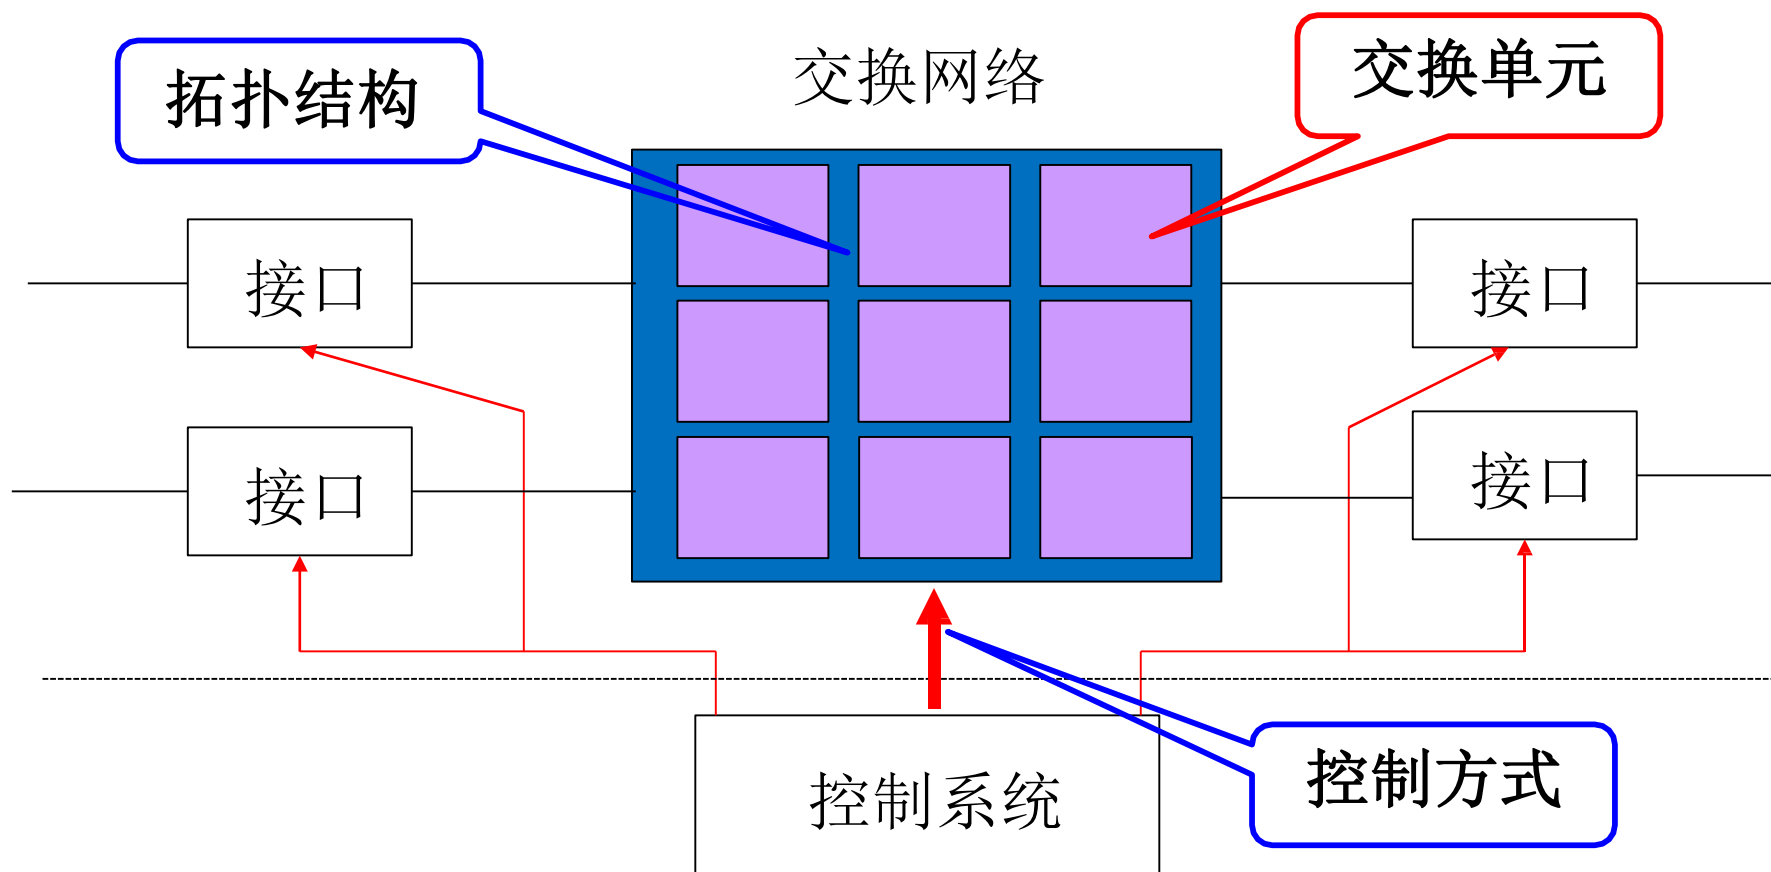 交换网络
拓扑结构
交换单元
接口
接口
接口
接口
控制系统
控制方式